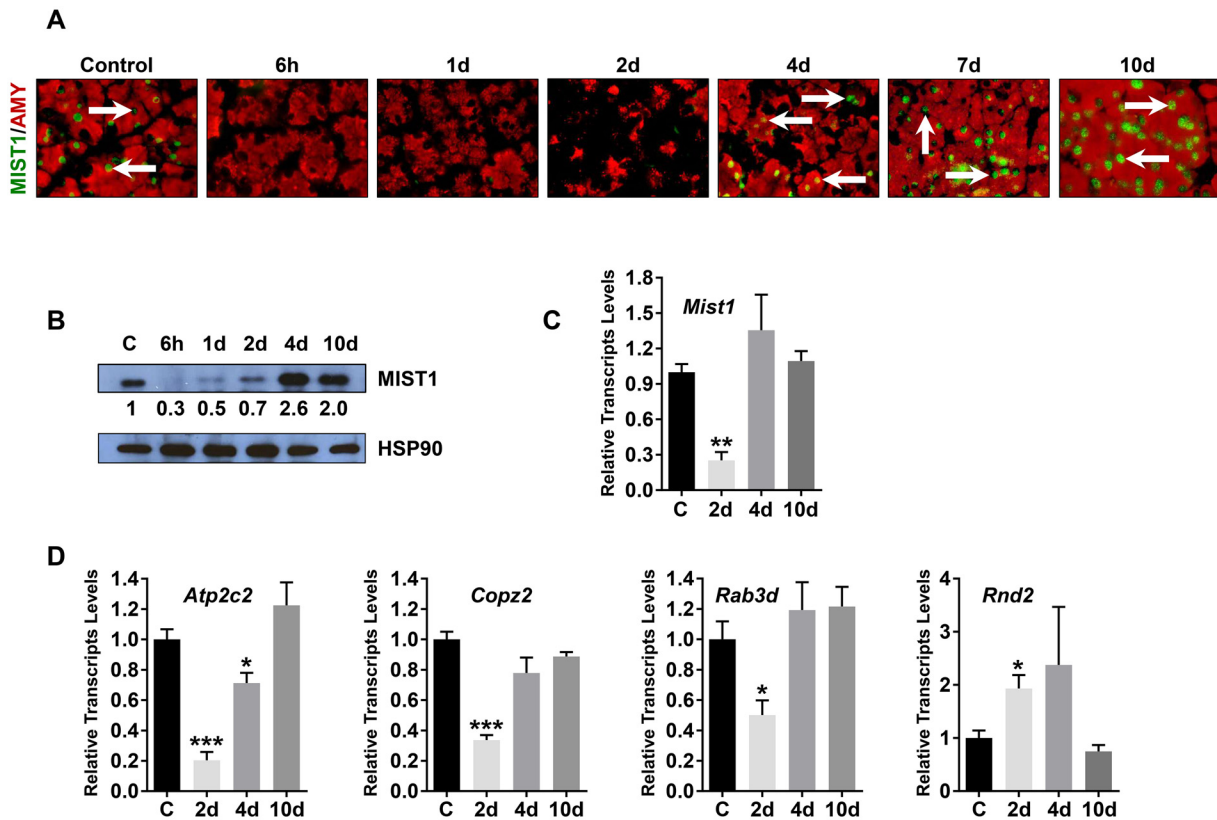 A
Control 6h 1d 2d 4d 7d 10d
MIST1/AMY
B
C 6h 1d 2d 4d 10d
MIST1
1 0.3 0.5 0.7 2.6 2.0
HSP90
C
Relative Transcripts Levels
Mist1
1.8
1.5
1.2
0.9
0.6
0.3
0.0
**
C 2d 4d 10d
D
Relative Transcripts Levels
Atp2c2
1.4
1.2
1.0
0.8
0.6
0.4
0.2
0.0
***
*
C 2d 4d 10d
Relative Transcripts Levels
Copz2
1.4
1.2
1.0
0.8
0.6
0.4
0.2
0.0
***
C 2d 4d 10d
Relative Transcripts Levels
Rab3d
1.4
1.2
1.0
0.8
0.6
0.4
0.2
0.0
*
C 2d 4d 10d
Relative Transcripts Levels
Rnd2
4
3
2
1
0
*
C 2d 4d 10d